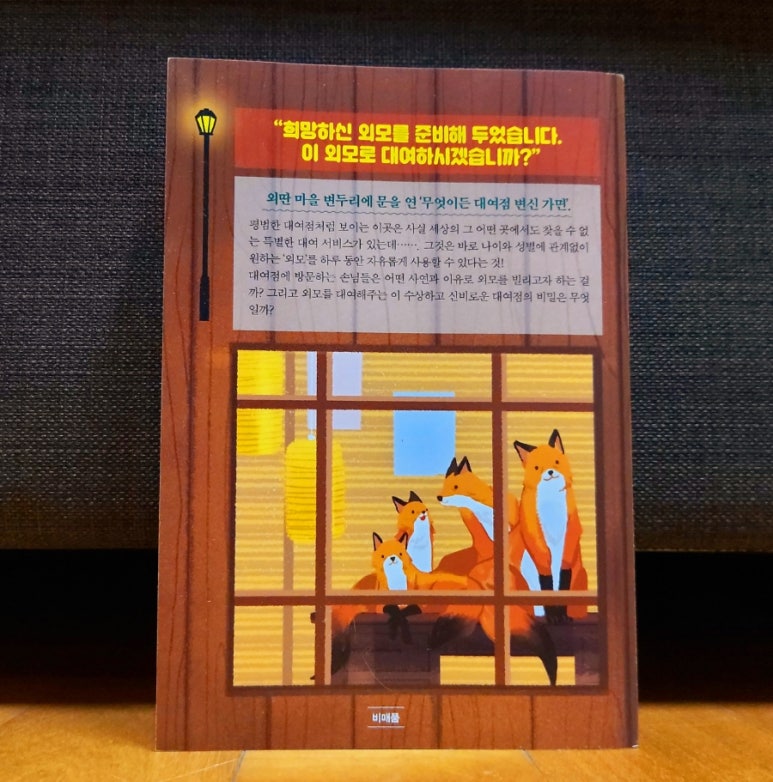 “희망하신 외모를 준비해 두었습니다.
이 외모로 대여하시겠습니까?”
외딴 마을 변두리에 문을 연 ‘무엇이든 대여점 변신 가면’.
평범한 대여점처럼 보이는 이곳은 사실 세상의 그 어떤 곳에서도 찾을 수 없
는 특별한 대여 서비스가 있는데……. 그것은 바로 나이와 성별에 관계없이
원하는 ‘외모’를 하루 동안 자유롭게 사용할 수 있다는 것!
대여점에 방문하는 손님들은 어떤 사연과 이유로 외모를 빌리고자 하는 걸
까? 그리고 외모를 대여해주는 이 수상하고 신비로운 대여점의 비밀은 무엇
일까?
비매품